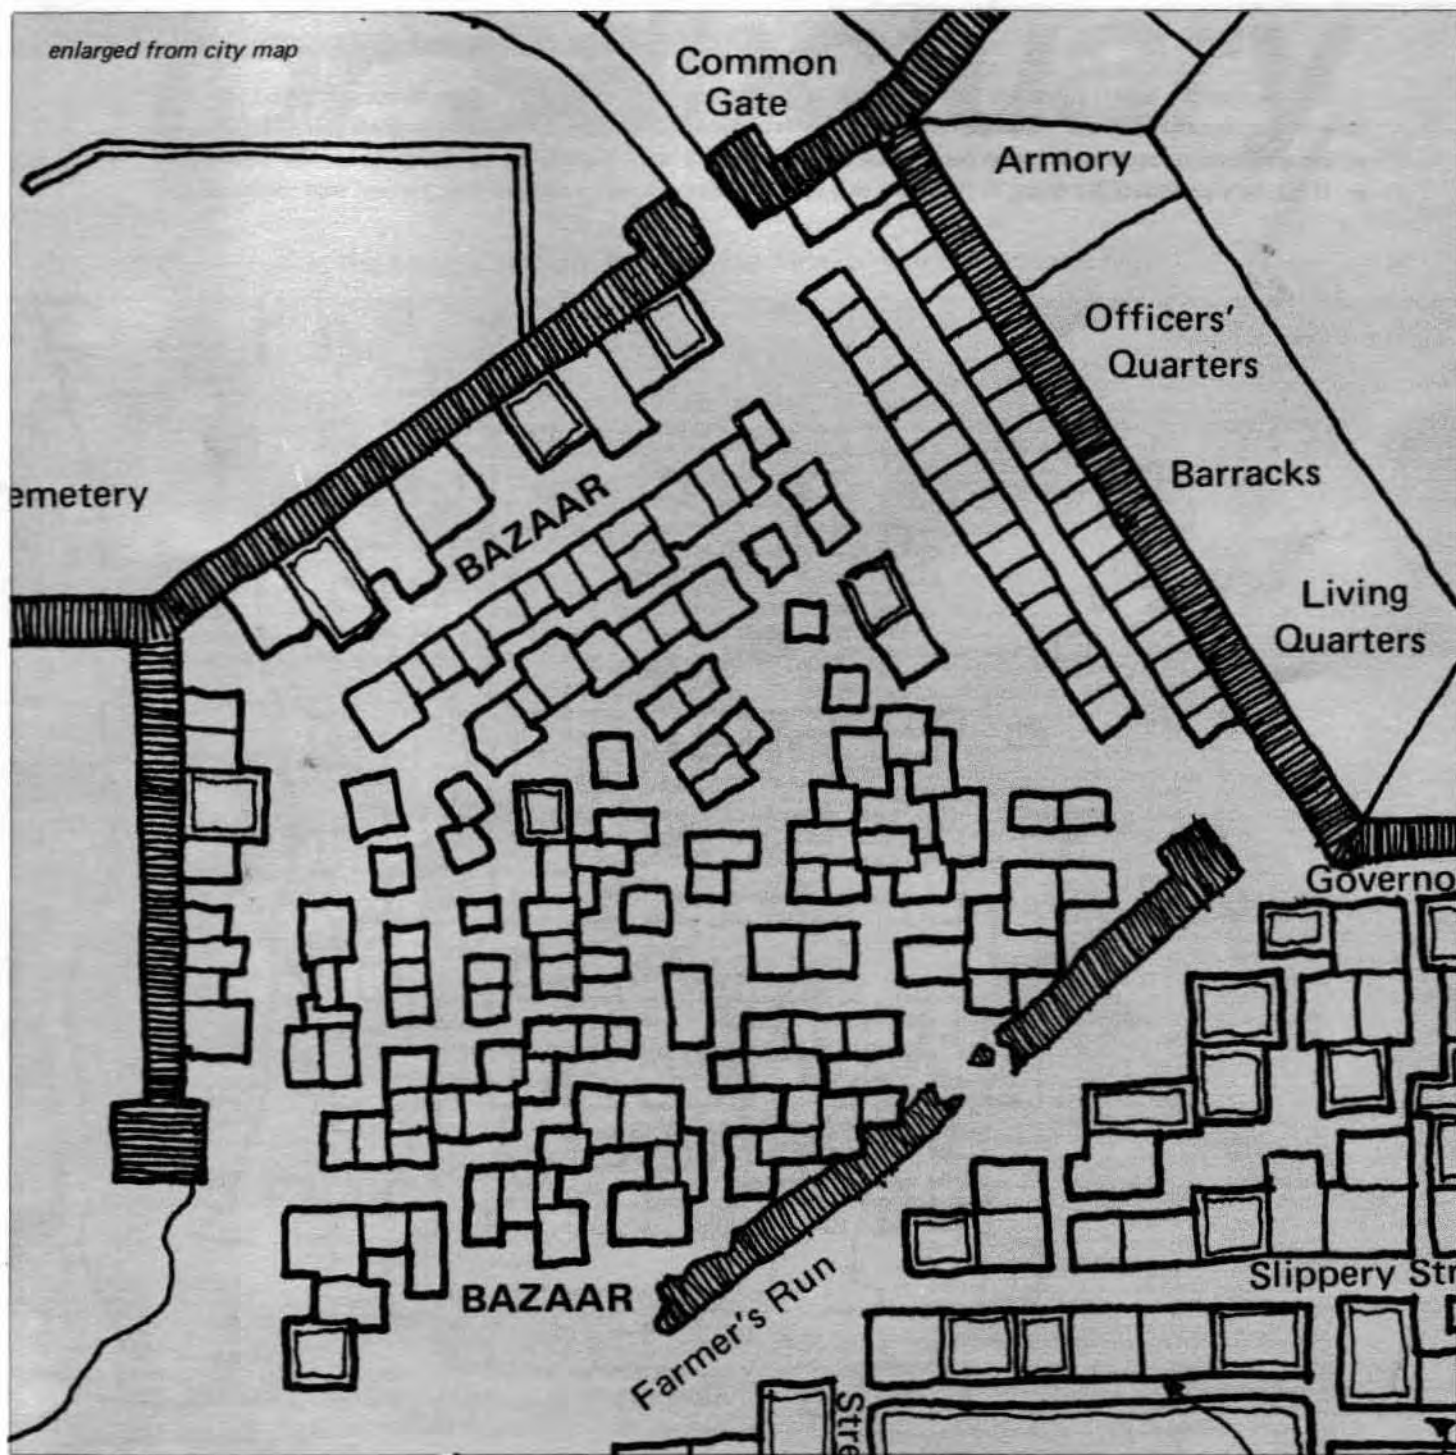 enlarged from city map
Common
Gate
Armory
Officers'
Quarters
Barracks
emetery
BAZAAR
Living
Quarters
Governo
BAZAAR
Farmer's Run
Slippery Str
Stre